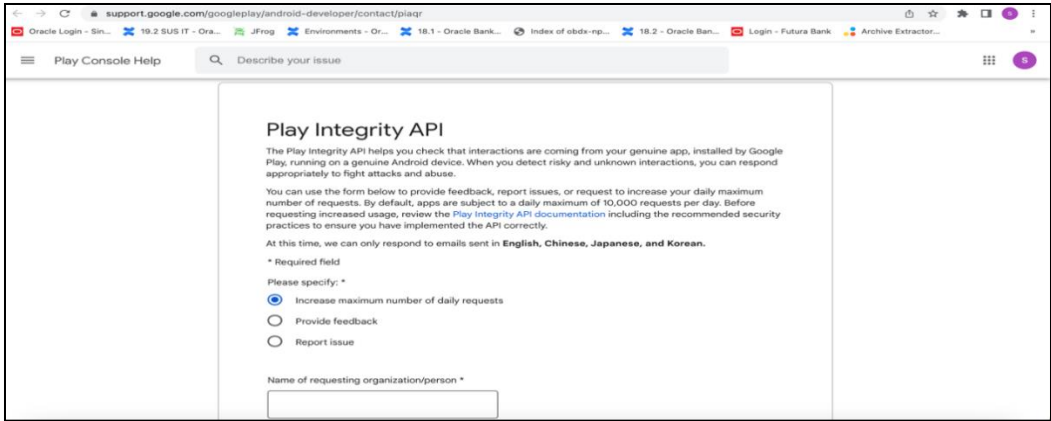 support.google.com/googleplay/android-developer/contact/piaqr
Oracle Login - Sin... 19.2 SUS IT - Ora... JFrog Environments - Or... 18.1 - Oracle Bank... Index of obdx-np... 18.2 - Oracle Ban... Login - Futura Bank Archive Extractor... »
Play Console Help Describe your issue S
Play Integrity API
The Play Integrity API helps you check that interactions are coming from your genuine app, installed by Google
Play, running on a genuine Android device. When you detect risky and unknown interactions, you can respond
appropriately to fight attacks and abuse.
You can use the form below to provide feedback, report issues, or request to increase your daily maximum
number of requests. By default, apps are subject to a daily maximum of 10,000 requests per day. Before
requesting increased usage, review the Play Integrity API documentation including the recommended security
practices to ensure you have implemented the API correctly.
At this time, we can only respond to emails sent in English, Chinese, Japanese, and Korean.
* Required field
Please specify: *
Increase maximum number of daily requests
Provide feedback
Report issue
Name of requesting organization/person *